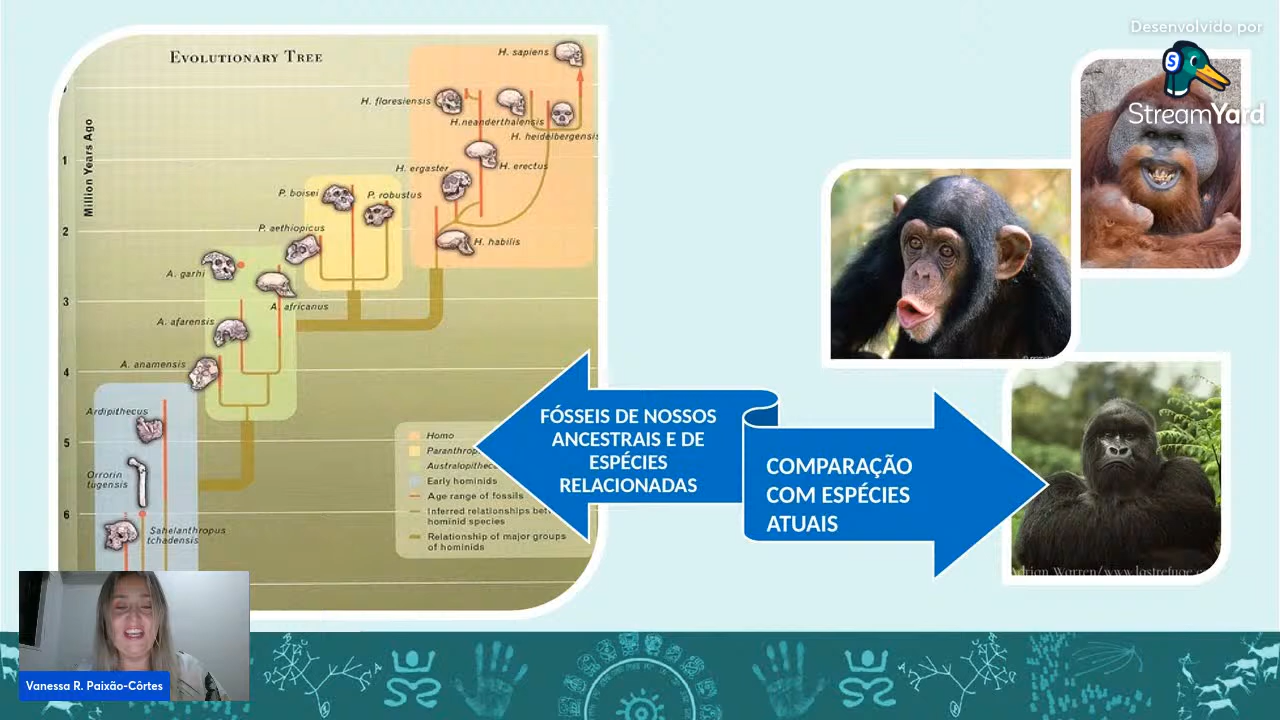 Desenvolvido por
StreamYard
EVOLUTIONARY TREE
Million Years Ago
1
2
3
4
5
6
H. sapiens
H. floresiensis
H. neanderthalensis
H. heidelbergensis
H. ergaster
H. erectus
P. boisei
P. robustus
P. aethiopicus
H. habilis
A. garhi
A. africanus
A. afarensis
A. anamensis
Ardipithecus
Orrorin
tugensis
Sahelanthropus
tchadensis
Homo
Early hominids
Age range of fossils
Inferred relationships
hominid species
Relationship of major groups
of hominids
FÓSSEIS DE NOSSOS
ANCESTRAIS E DE
ESPÉCIES
RELACIONADAS
COMPARAÇÃO
COM ESPÉCIES
ATUAIS
Warren/www.lastrefuge
Vanessa R. Paixão-Côrtes